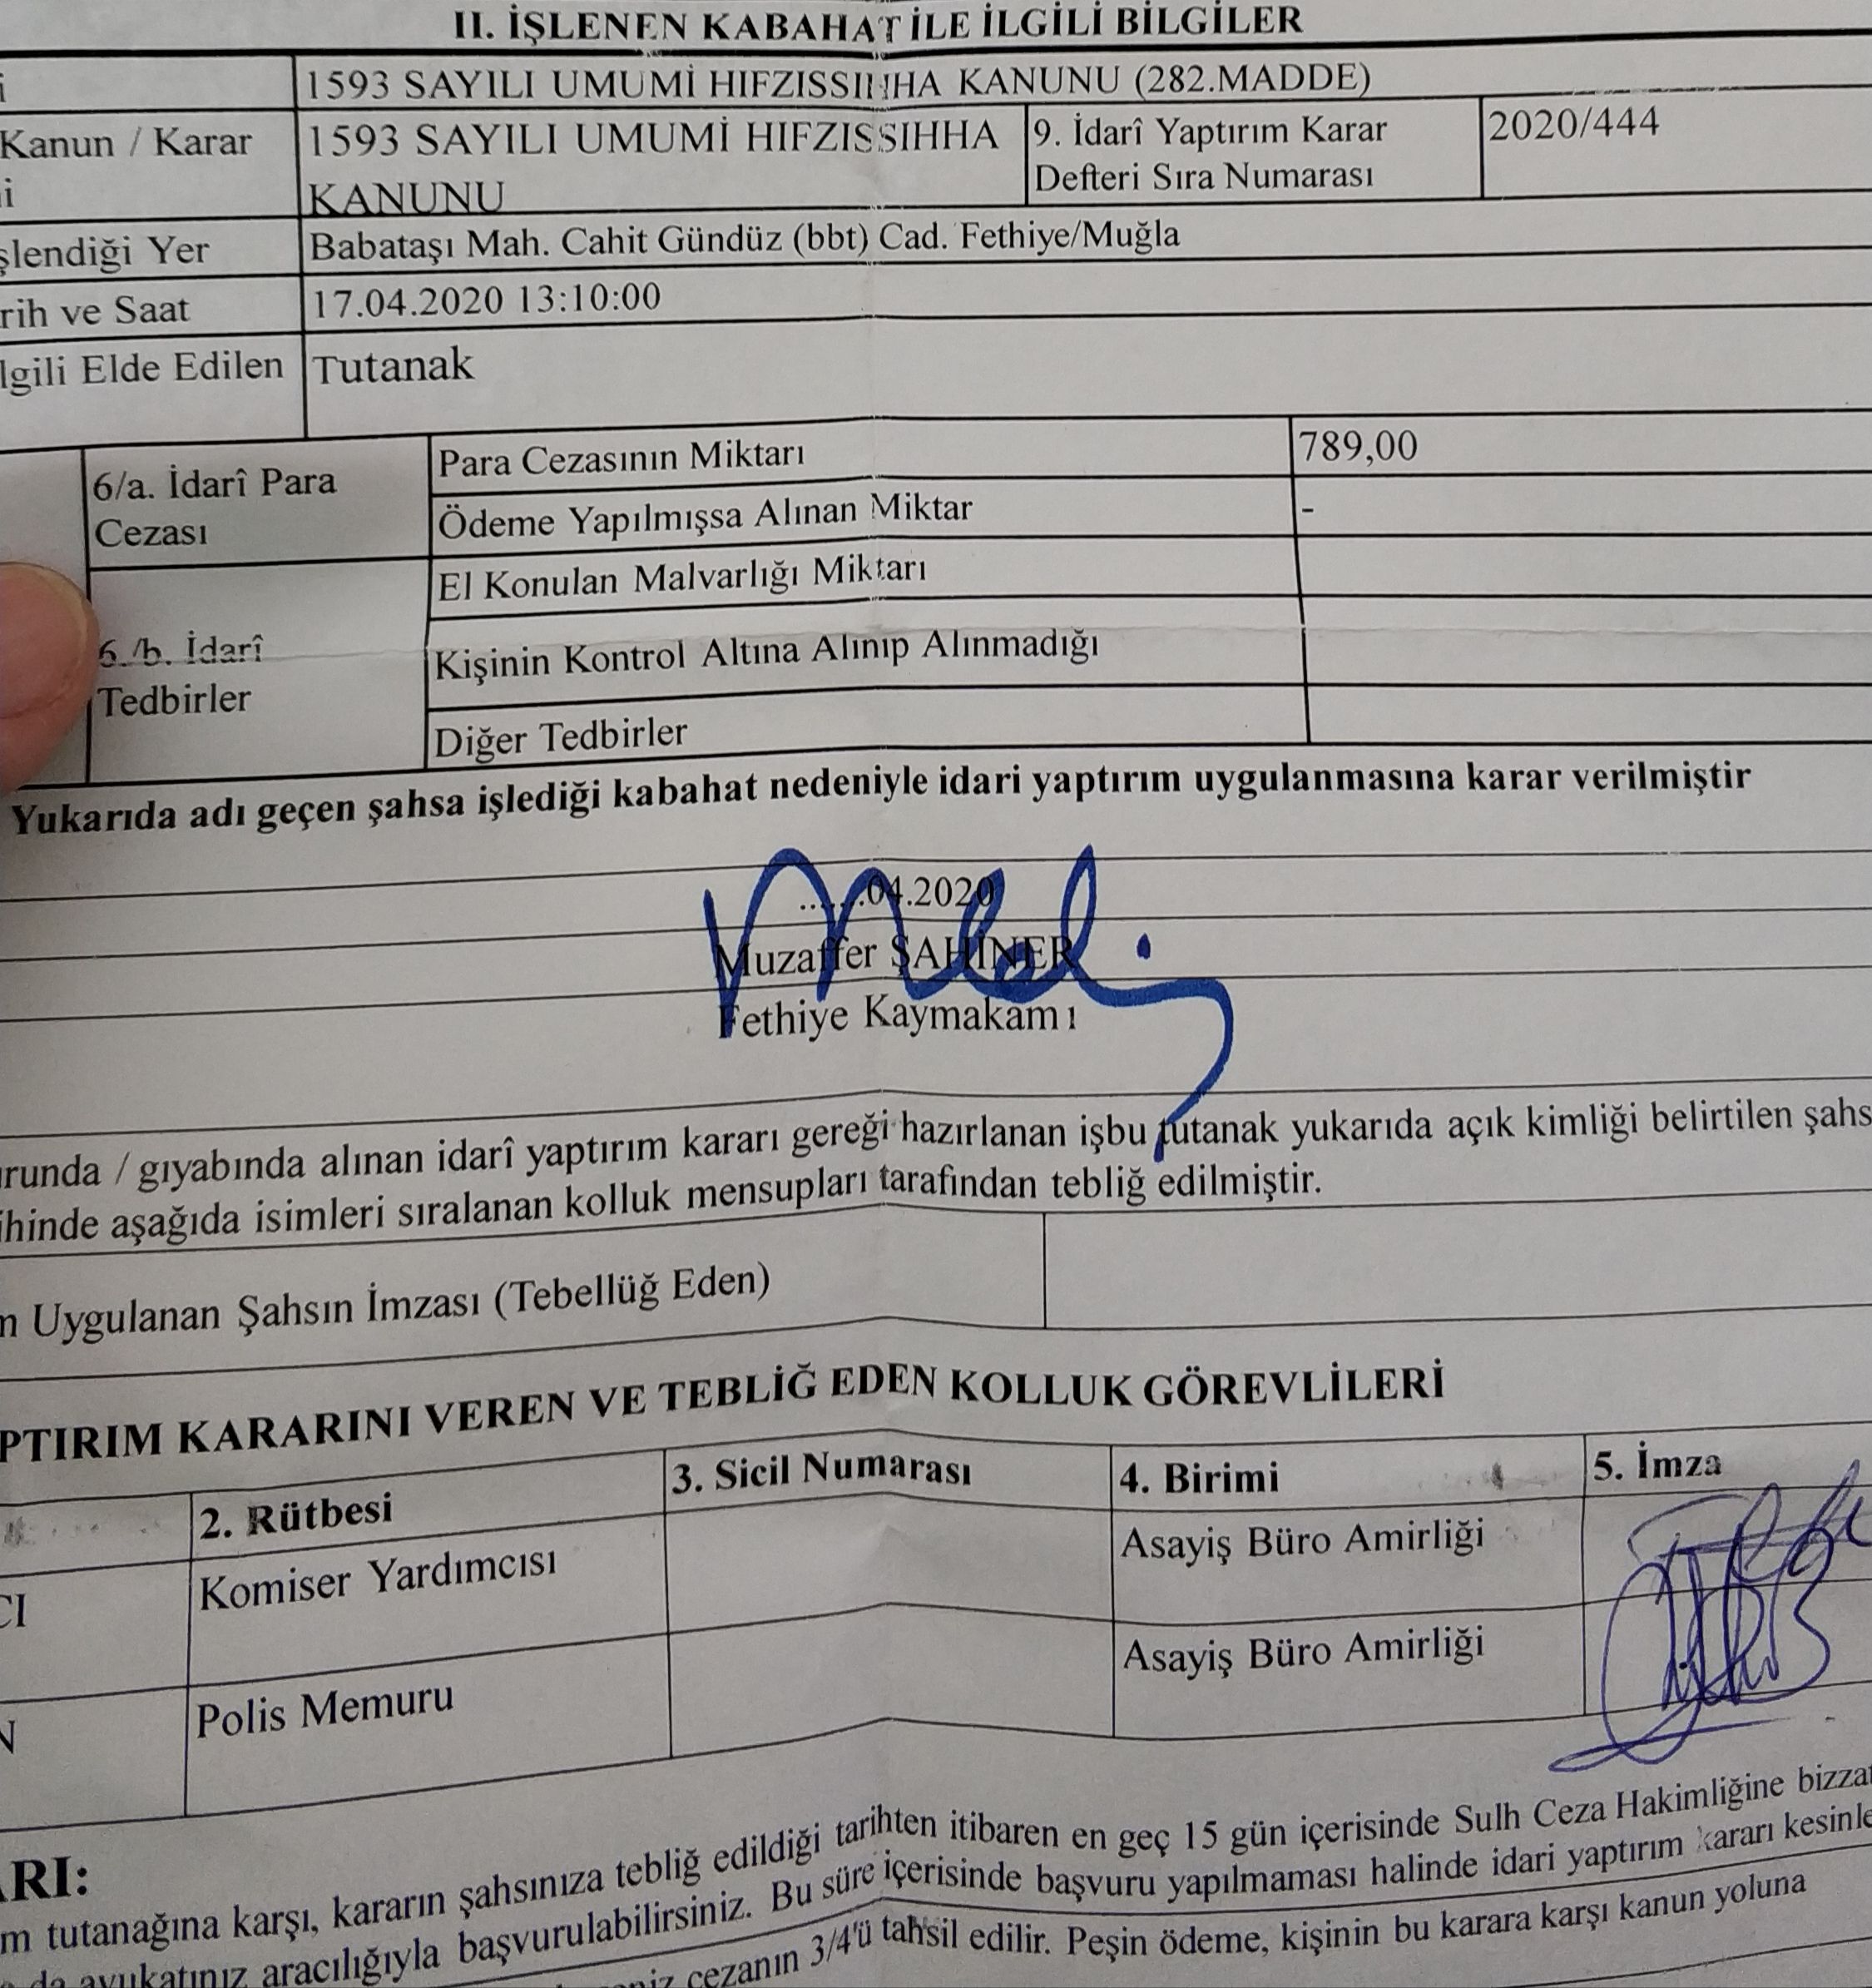 II. İŞLENEN KABAHAT İLE İLGİLİ BİLGİLER
i 1593 SAYILI UMUMİ HIFZISSIHHA KANUNU (282.MADDE)
Kanun / Karar 1593 SAYILI UMUMİ HIFZISSIHHA 9. İdarî Yaptırım Karar 2020/444
i KANUNU Defteri Sıra Numarası
şlendiği Yer Babataşı Mah. Cahit Gündüz (bbt) Cad. Fethiye/Muğla
rih ve Saat 17.04.2020 13:10:00
lgili Elde Edilen Tutanak
6/a. İdarî Para Para Cezasının Miktarı 789,00
Cezası Ödeme Yapılmışsa Alınan Miktar -
El Konulan Malvarlığı Miktarı
6./b. İdarî Kişinin Kontrol Altına Alınıp Alınmadığı
Tedbirler Diğer Tedbirler
Yukarıda adı geçen şahsa işlediği kabahat nedeniyle idari yaptırım uygulanmasına karar verilmiştir
.......04.2020
Muzaffer ŞAHİNER
Fethiye Kaymakamı
urunda / gıyabında alınan idarî yaptırım kararı gereği hazırlanan işbu tutanak yukarıda açık kimliği belirtilen şahs
ihinde aşağıda isimleri sıralanan kolluk mensupları tarafından tebliğ edilmiştir.
n Uygulanan Şahsın İmzası (Tebellüğ Eden)
PTIRIM KARARINI VEREN VE TEBLİĞ EDEN KOLLUK GÖREVLİLERİ
2. Rütbesi 3. Sicil Numarası 4. Birimi 5. İmza
CI Komiser Yardımcısı Asayiş Büro Amirliği
N Polis Memuru Asayiş Büro Amirliği
ARI:
m tutanağına karşı, kararın şahsınıza tebliğ edildiği tarihten itibaren en geç 15 gün içerisinde Sulh Ceza Hakimliğine bizzat
da avukatınız aracılığıyla başvurulabilirsiniz. Bu süre içerisinde başvuru yapılmaması halinde idari yaptırım kararı kesinle
cezanın 3/4'ü tahsil edilir. Peşin ödeme, kişinin bu karara karşı kanun yoluna